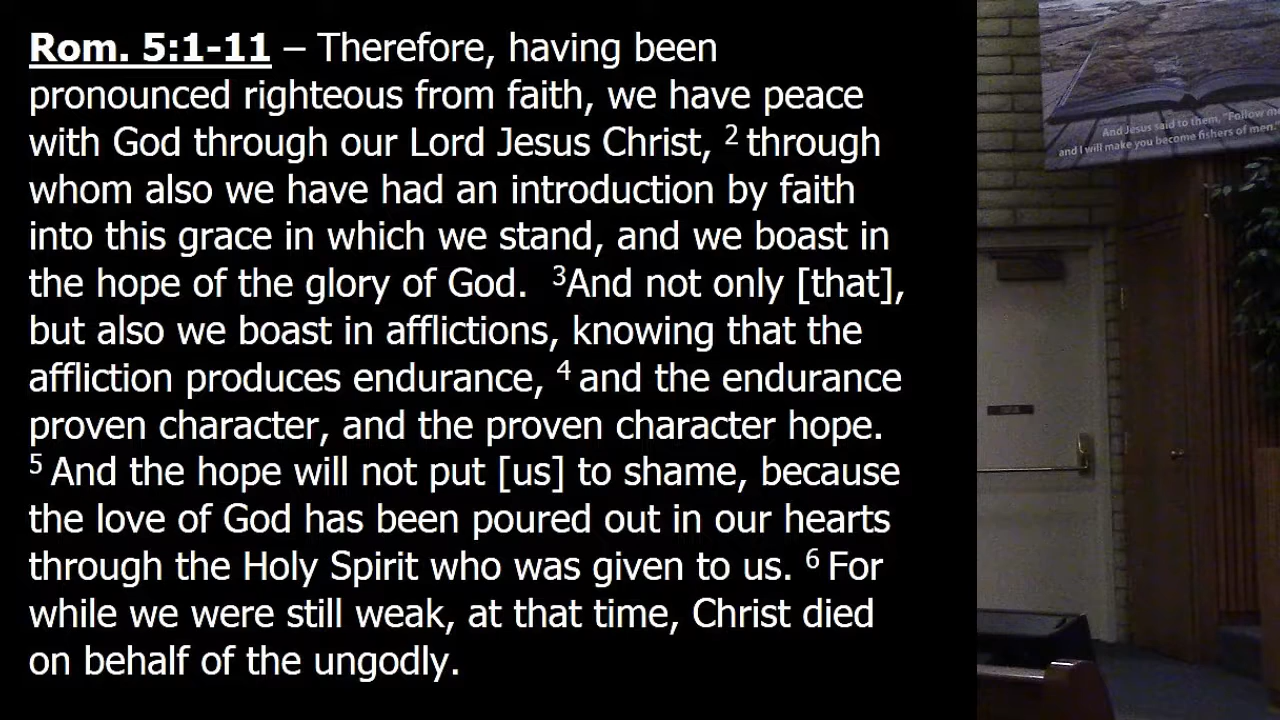 Rom. 5:1-11 – Therefore, having been
pronounced righteous from faith, we have peace
with God through our Lord Jesus Christ, ² through
whom also we have had an introduction by faith
into this grace in which we stand, and we boast in
the hope of the glory of God. ³And not only [that],
but also we boast in afflictions, knowing that the
affliction produces endurance, ⁴ and the endurance
proven character, and the proven character hope.
⁵ And the hope will not put [us] to shame, because
the love of God has been poured out in our hearts
through the Holy Spirit who was given to us. ⁶ For
while we were still weak, at that time, Christ died
on behalf of the ungodly.
And Jesus said to them, "Follow me
and I will make you become fishers of men.